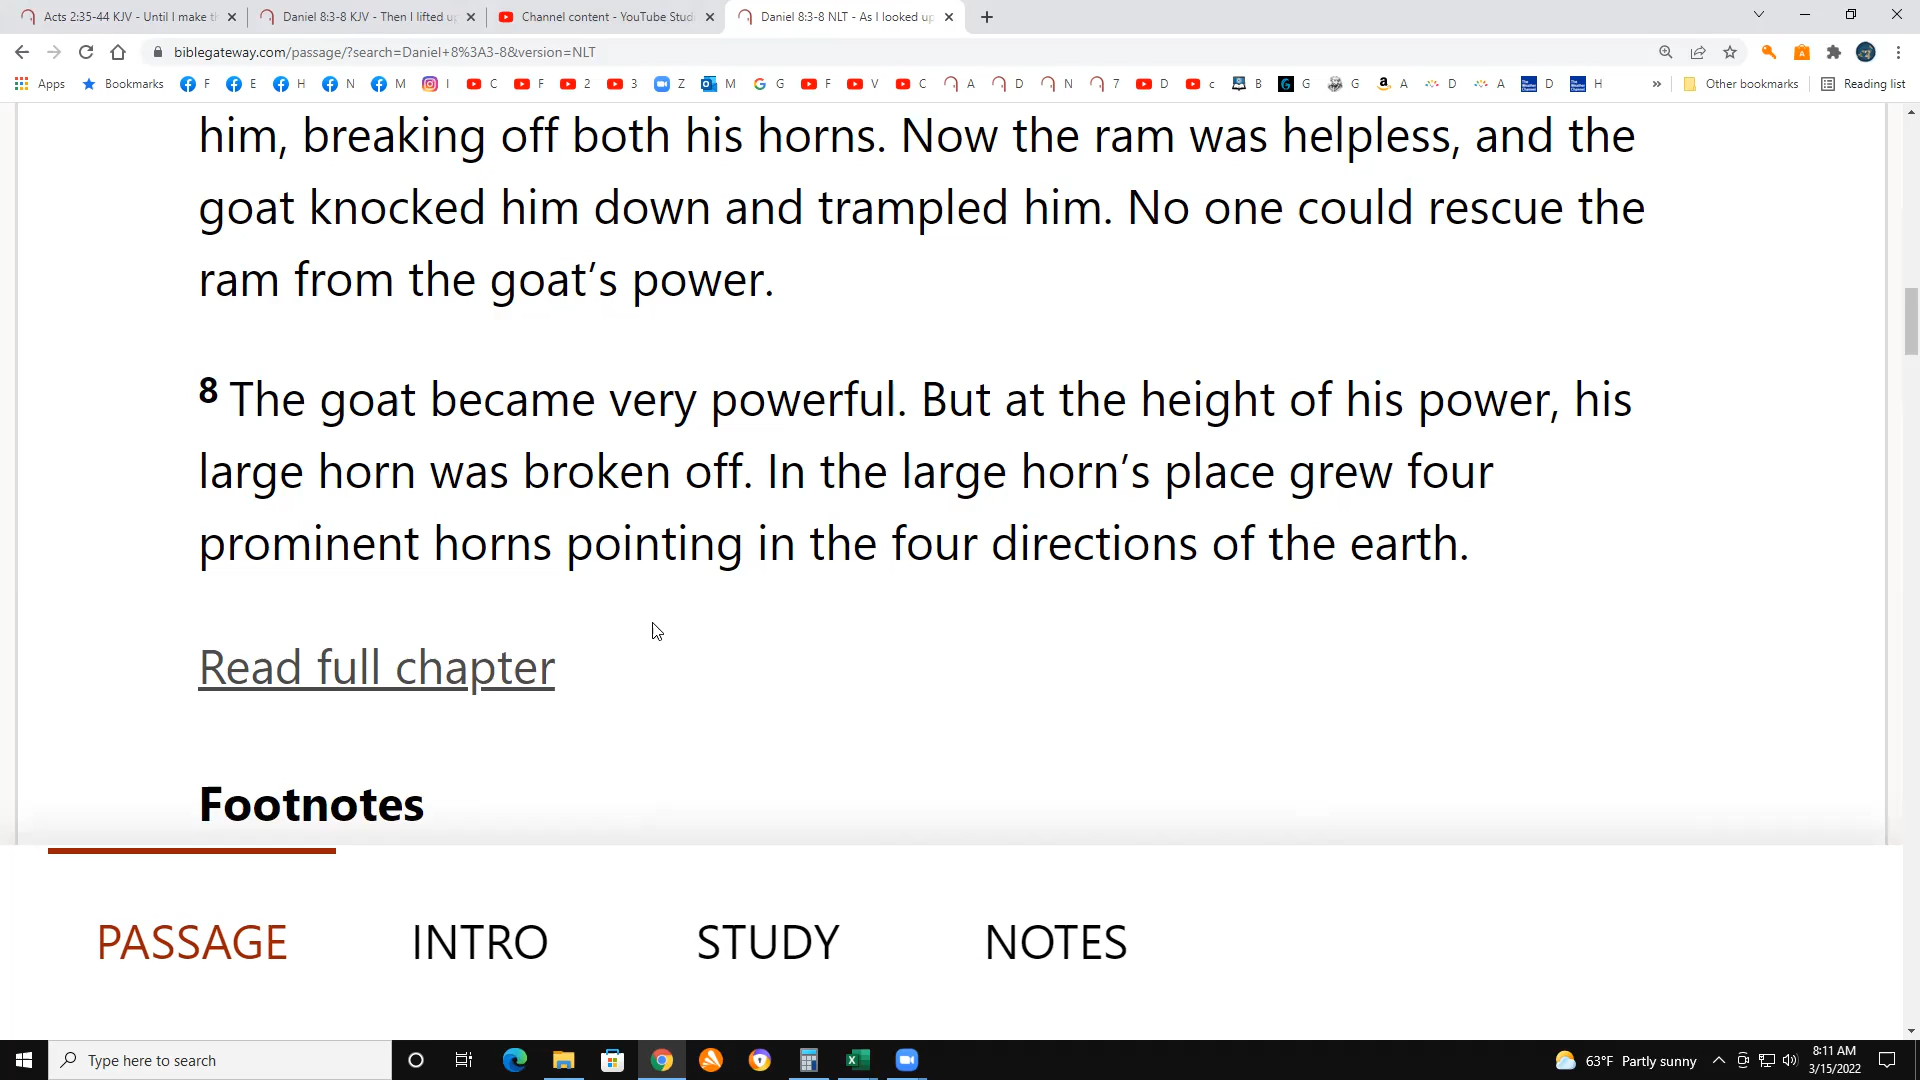 Acts 2:35-44 KJV - Until I make th
Daniel 8:3-8 KJV - Then I lifted up
Channel content - YouTube Stud
Daniel 8:3-8 NLT - As I looked up
biblegateway.com/passage/?search=Daniel+8%3A3-8&version=NLT
Apps Bookmarks F E H N M I C F 2 3 Z M G F V C A D N 7 D c B G G A D A D H » Other bookmarks Reading list
him, breaking off both his horns. Now the ram was helpless, and the
goat knocked him down and trampled him. No one could rescue the
ram from the goat’s power.
8 The goat became very powerful. But at the height of his power, his
large horn was broken off. In the large horn’s place grew four
prominent horns pointing in the four directions of the earth.
Read full chapter
Footnotes
PASSAGE INTRO STUDY NOTES
Type here to search
63°F Partly sunny
8:11 AM
3/15/2022